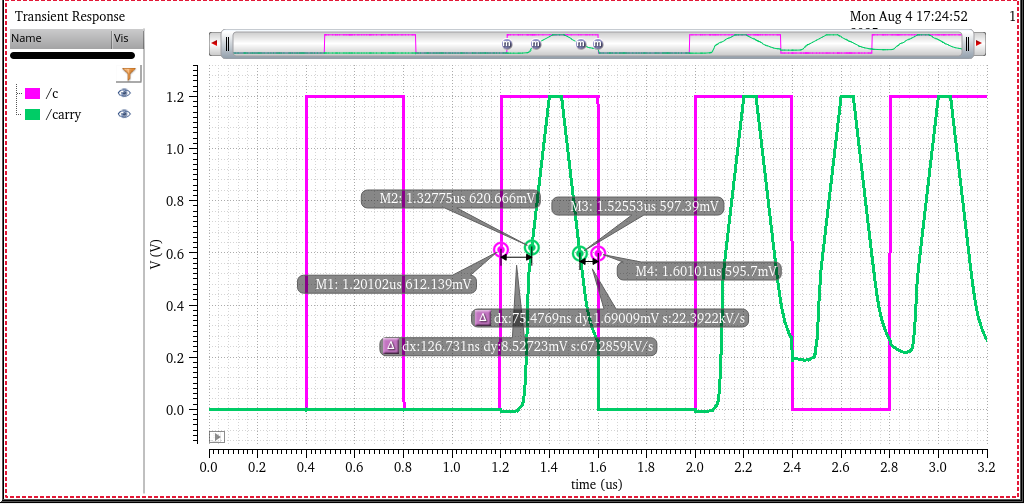 Transient Response
Mon Aug 4 17:24:52
1
Name Vis
/c
/carry
V (V)
1.2
1.0
0.8
0.6
0.4
0.2
0.0
M2: 1.32775us 620.666mV
M3: 1.52553us 597.39mV
M4: 1.60101us 595.7mV
M1: 1.20102us 612.139mV
Δ dx:75.4769ns dy:1.69009mV s:22.3922kV/s
Δ dx:126.731ns dy:8.52723mV s:67.2859kV/s
0.0 0.2 0.4 0.6 0.8 1.0 1.2 1.4 1.6 1.8 2.0 2.2 2.4 2.6 2.8 3.0 3.2
time (us)